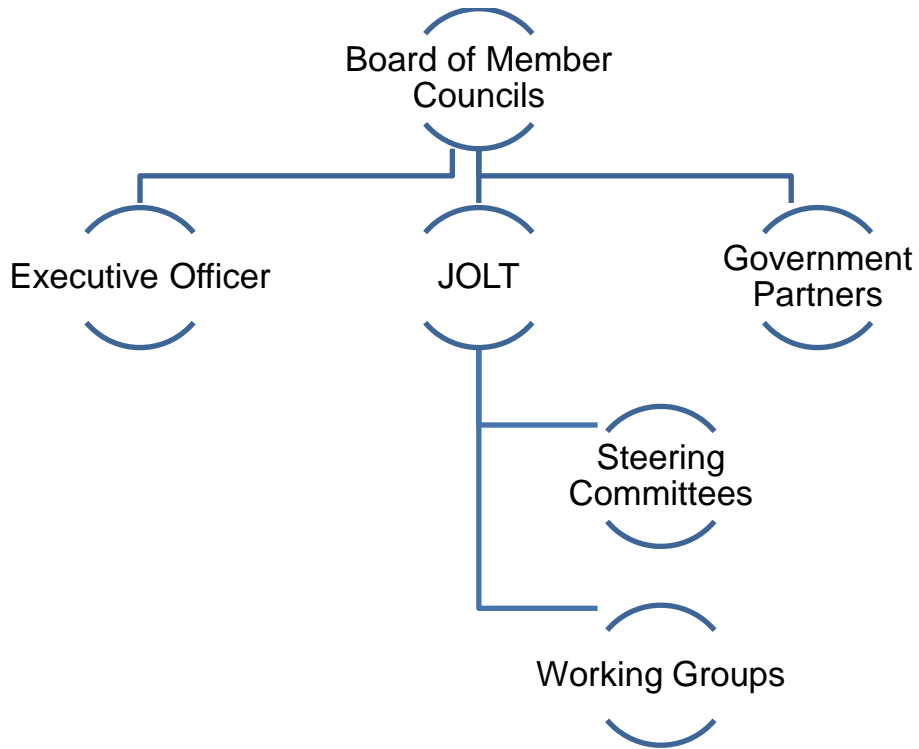 Board of Member
Councils
Executive Officer
JOLT
Government
Partners
Steering
Committees
Working Groups